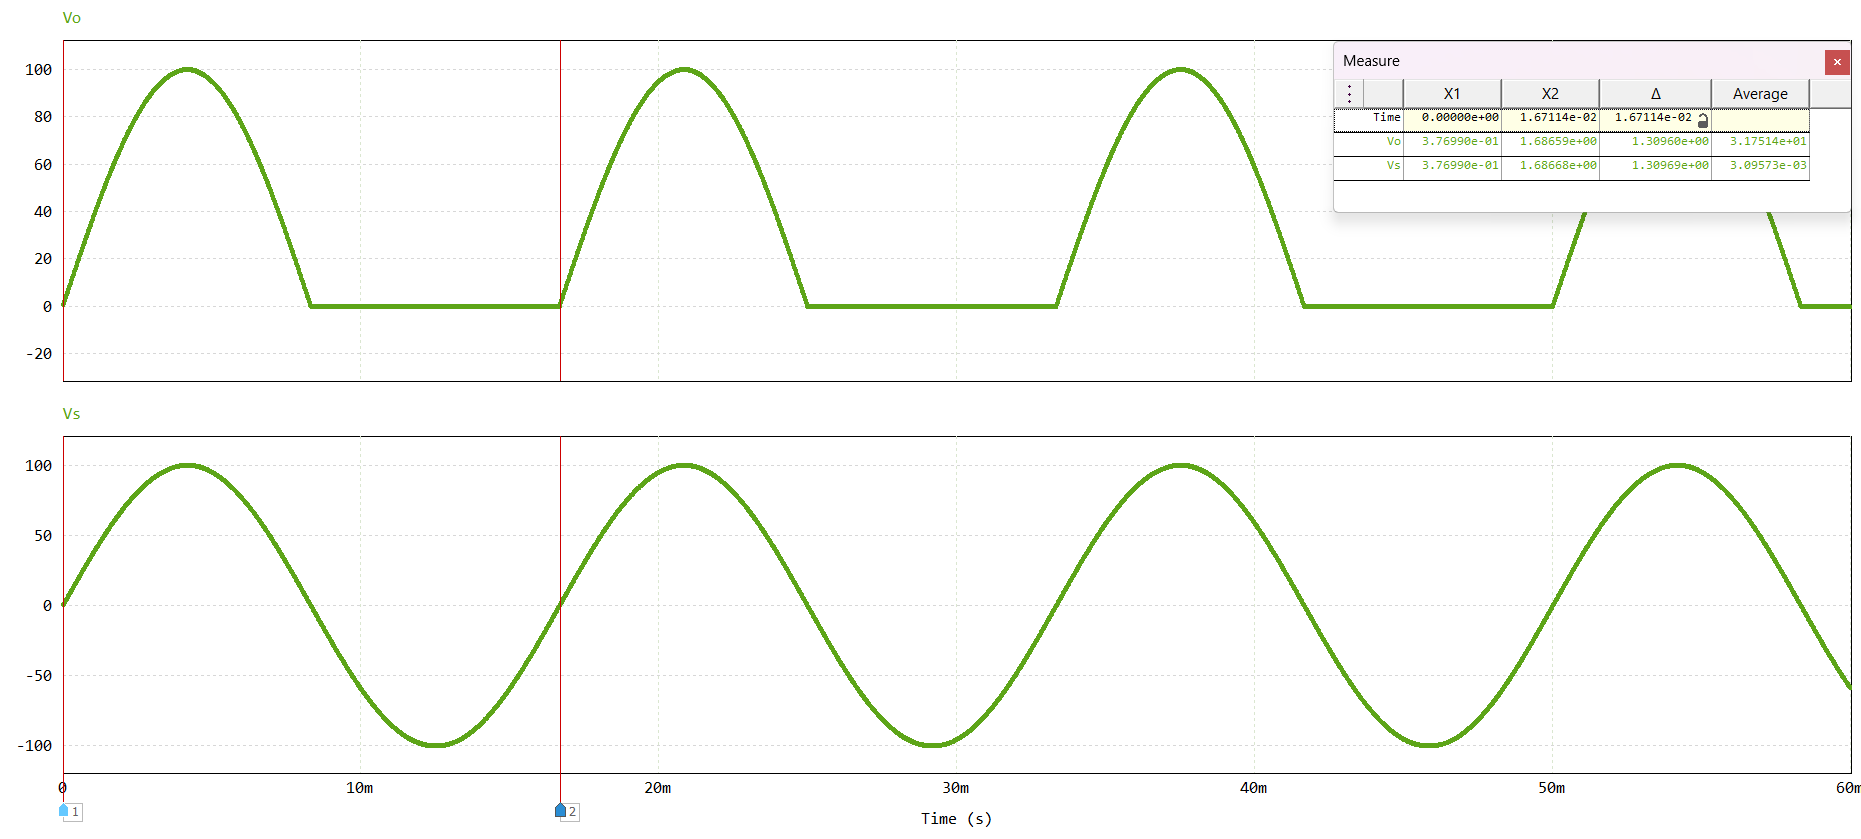 Vo
100
80
60
40
20
0
-20
Measure ×
X1 X2 Δ Average
Time 0.00000e+00 1.67114e-02 1.67114e-02
Vo 3.76990e-01 1.68659e+00 1.30960e+00 3.17514e+01
Vs 3.76990e-01 1.68668e+00 1.30969e+00 3.09573e-03
Vs
100
50
0
-50
-100
0 10m 20m 30m 40m 50m 60m
1 2
Time (s)